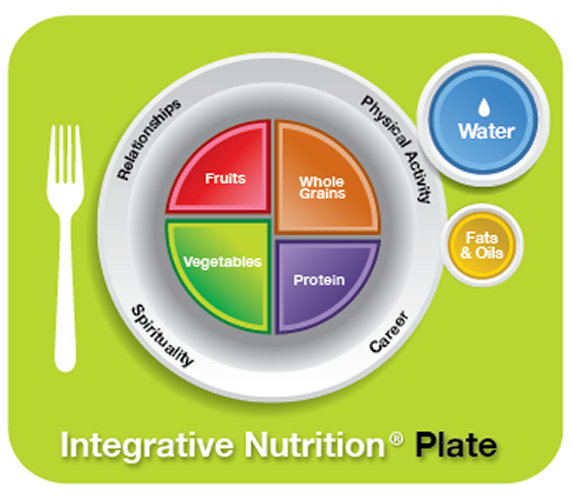 Relationships
Physical Activity
Water
Fruits
Whole
Grains
Fats
& Oils
Vegetables
Protein
Spirituality
Career
Integrative Nutrition® Plate